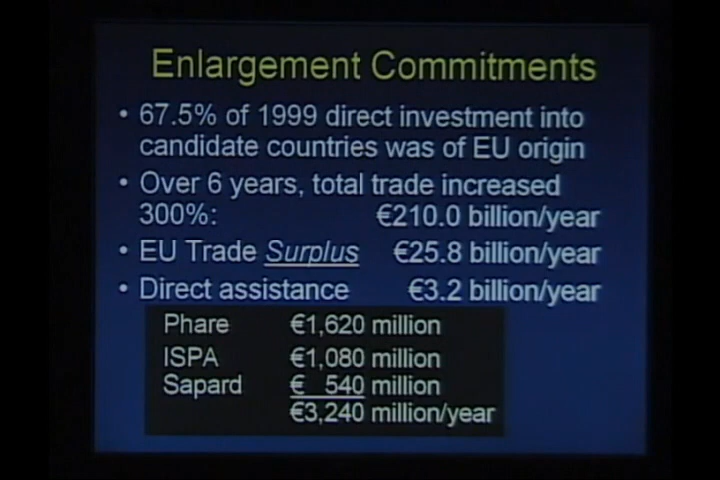 Enlargement Commitments
• 67.5% of 1999 direct investment into
candidate countries was of EU origin
• Over 6 years, total trade increased
300%: €210.0 billion/year
• EU Trade Surplus €25.8 billion/year
• Direct assistance €3.2 billion/year
Phare €1,620 million
ISPA €1,080 million
Sapard € 540 million
€3,240 million/year